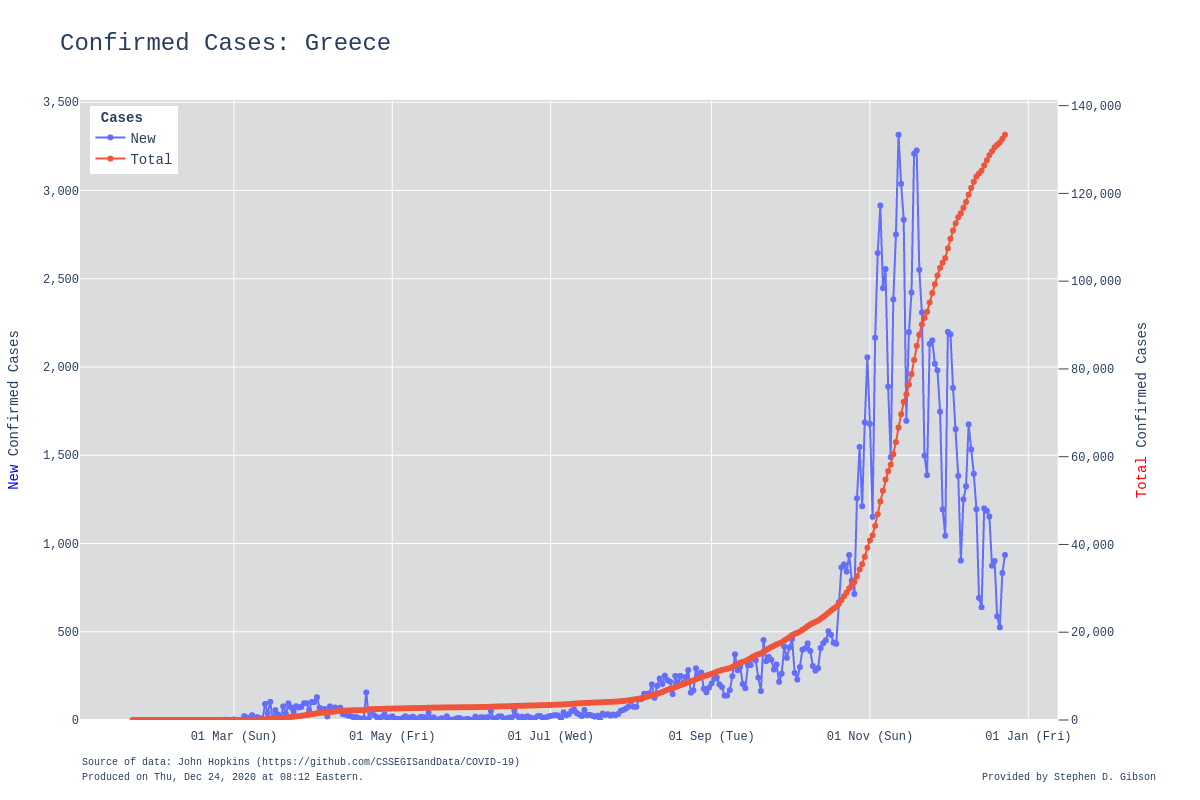 Confirmed Cases: Greece
Cases
New
Total
3,500
3,000
2,500
2,000
1,500
1,000
500
0
140,000
120,000
100,000
80,000
60,000
40,000
20,000
0
New Confirmed Cases
Total Confirmed Cases
01 Mar (Sun) 01 May (Fri) 01 Jul (Wed) 01 Sep (Tue) 01 Nov (Sun) 01 Jan (Fri)
Source of data: John Hopkins (https://github.com/CSSEGISandData/COVID-19)
Produced on Thu, Dec 24, 2020 at 08:12 Eastern.
Provided by Stephen D. Gibson